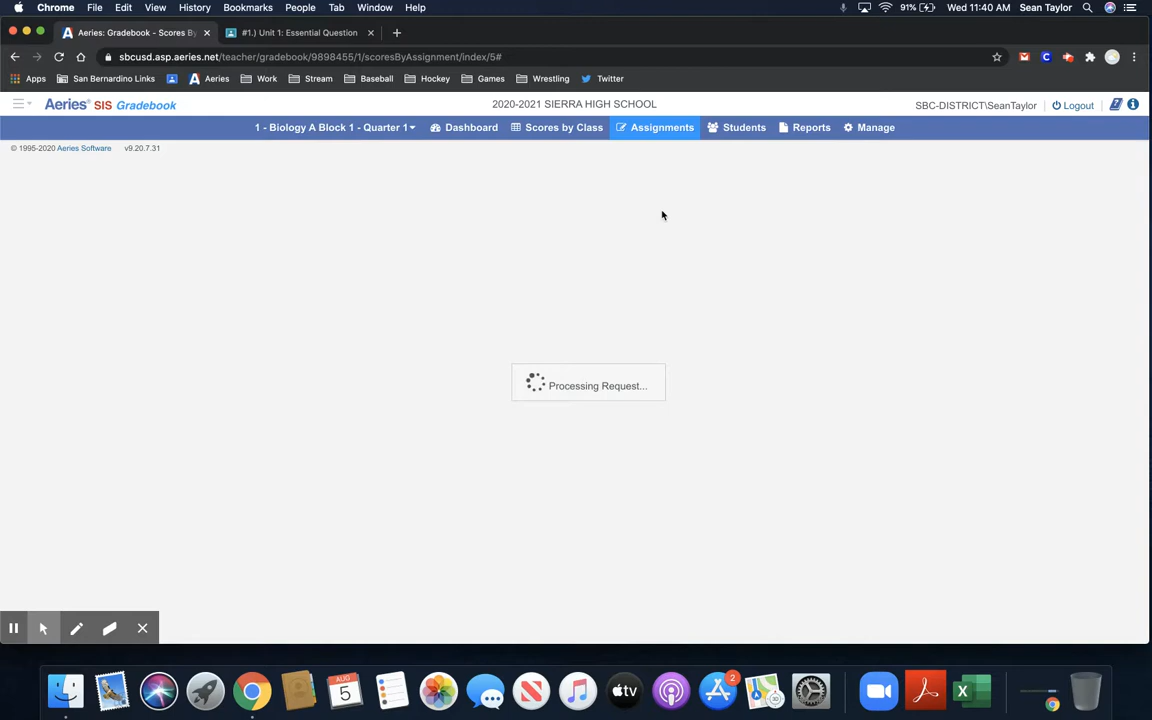 Chrome File Edit View History Bookmarks People Tab Window Help 91% Wed 11:40 AM Sean Taylor
Aeries: Gradebook - Scores By #1.) Unit 1: Essential Question
sbcusd.asp.aeries.net/teacher/gradebook/9898455/1/scoresByAssignment/index/5#
Apps San Bernardino Links Aeries Work Stream Baseball Hockey Games Wrestling Twitter
Aeries® SIS Gradebook 2020-2021 SIERRA HIGH SCHOOL SBC-DISTRICT\SeanTaylor Logout
1 - Biology A Block 1 - Quarter 1 Dashboard Scores by Class Assignments Students Reports Manage
© 1995-2020 Aeries Software v9.20.7.31
Processing Request...
AUG
5
tv
2
X